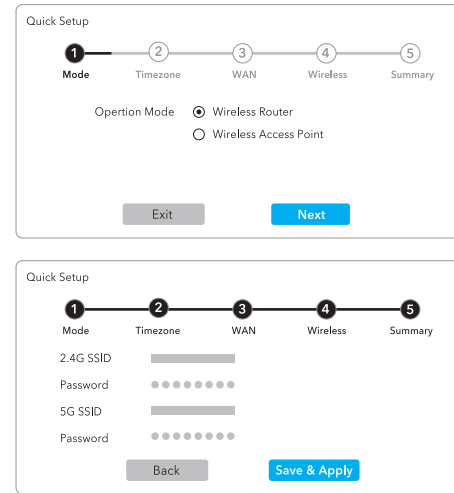 Quick Setup
1 2 3 4 5
Mode Timezone WAN Wireless Summary
Opertion Mode Wireless Router
Wireless Access Point
Exit Next
Quick Setup
1 2 3 4 5
Mode Timezone WAN Wireless Summary
2.4G SSID
Password
5G SSID
Password
Back Save & Apply